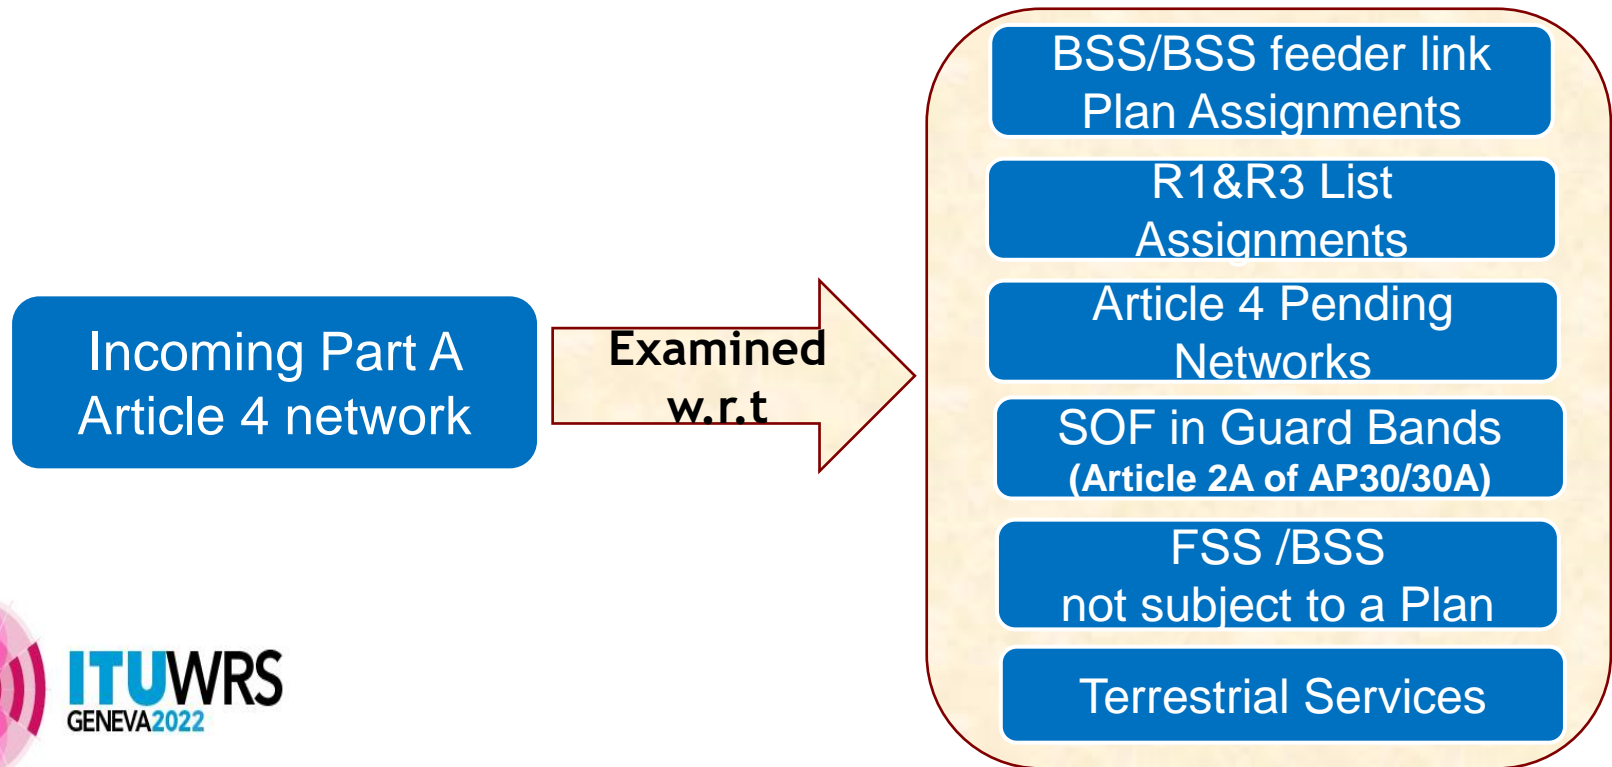 Incoming Part A
Article 4 network
Examined
w.r.t
BSS/BSS feeder link
Plan Assignments
R1&R3 List
Assignments
Article 4 Pending
Networks
SOF in Guard Bands
(Article 2A of AP30/30A)
FSS /BSS
not subject to a Plan
Terrestrial Services
ITUWRS
GENEVA2022